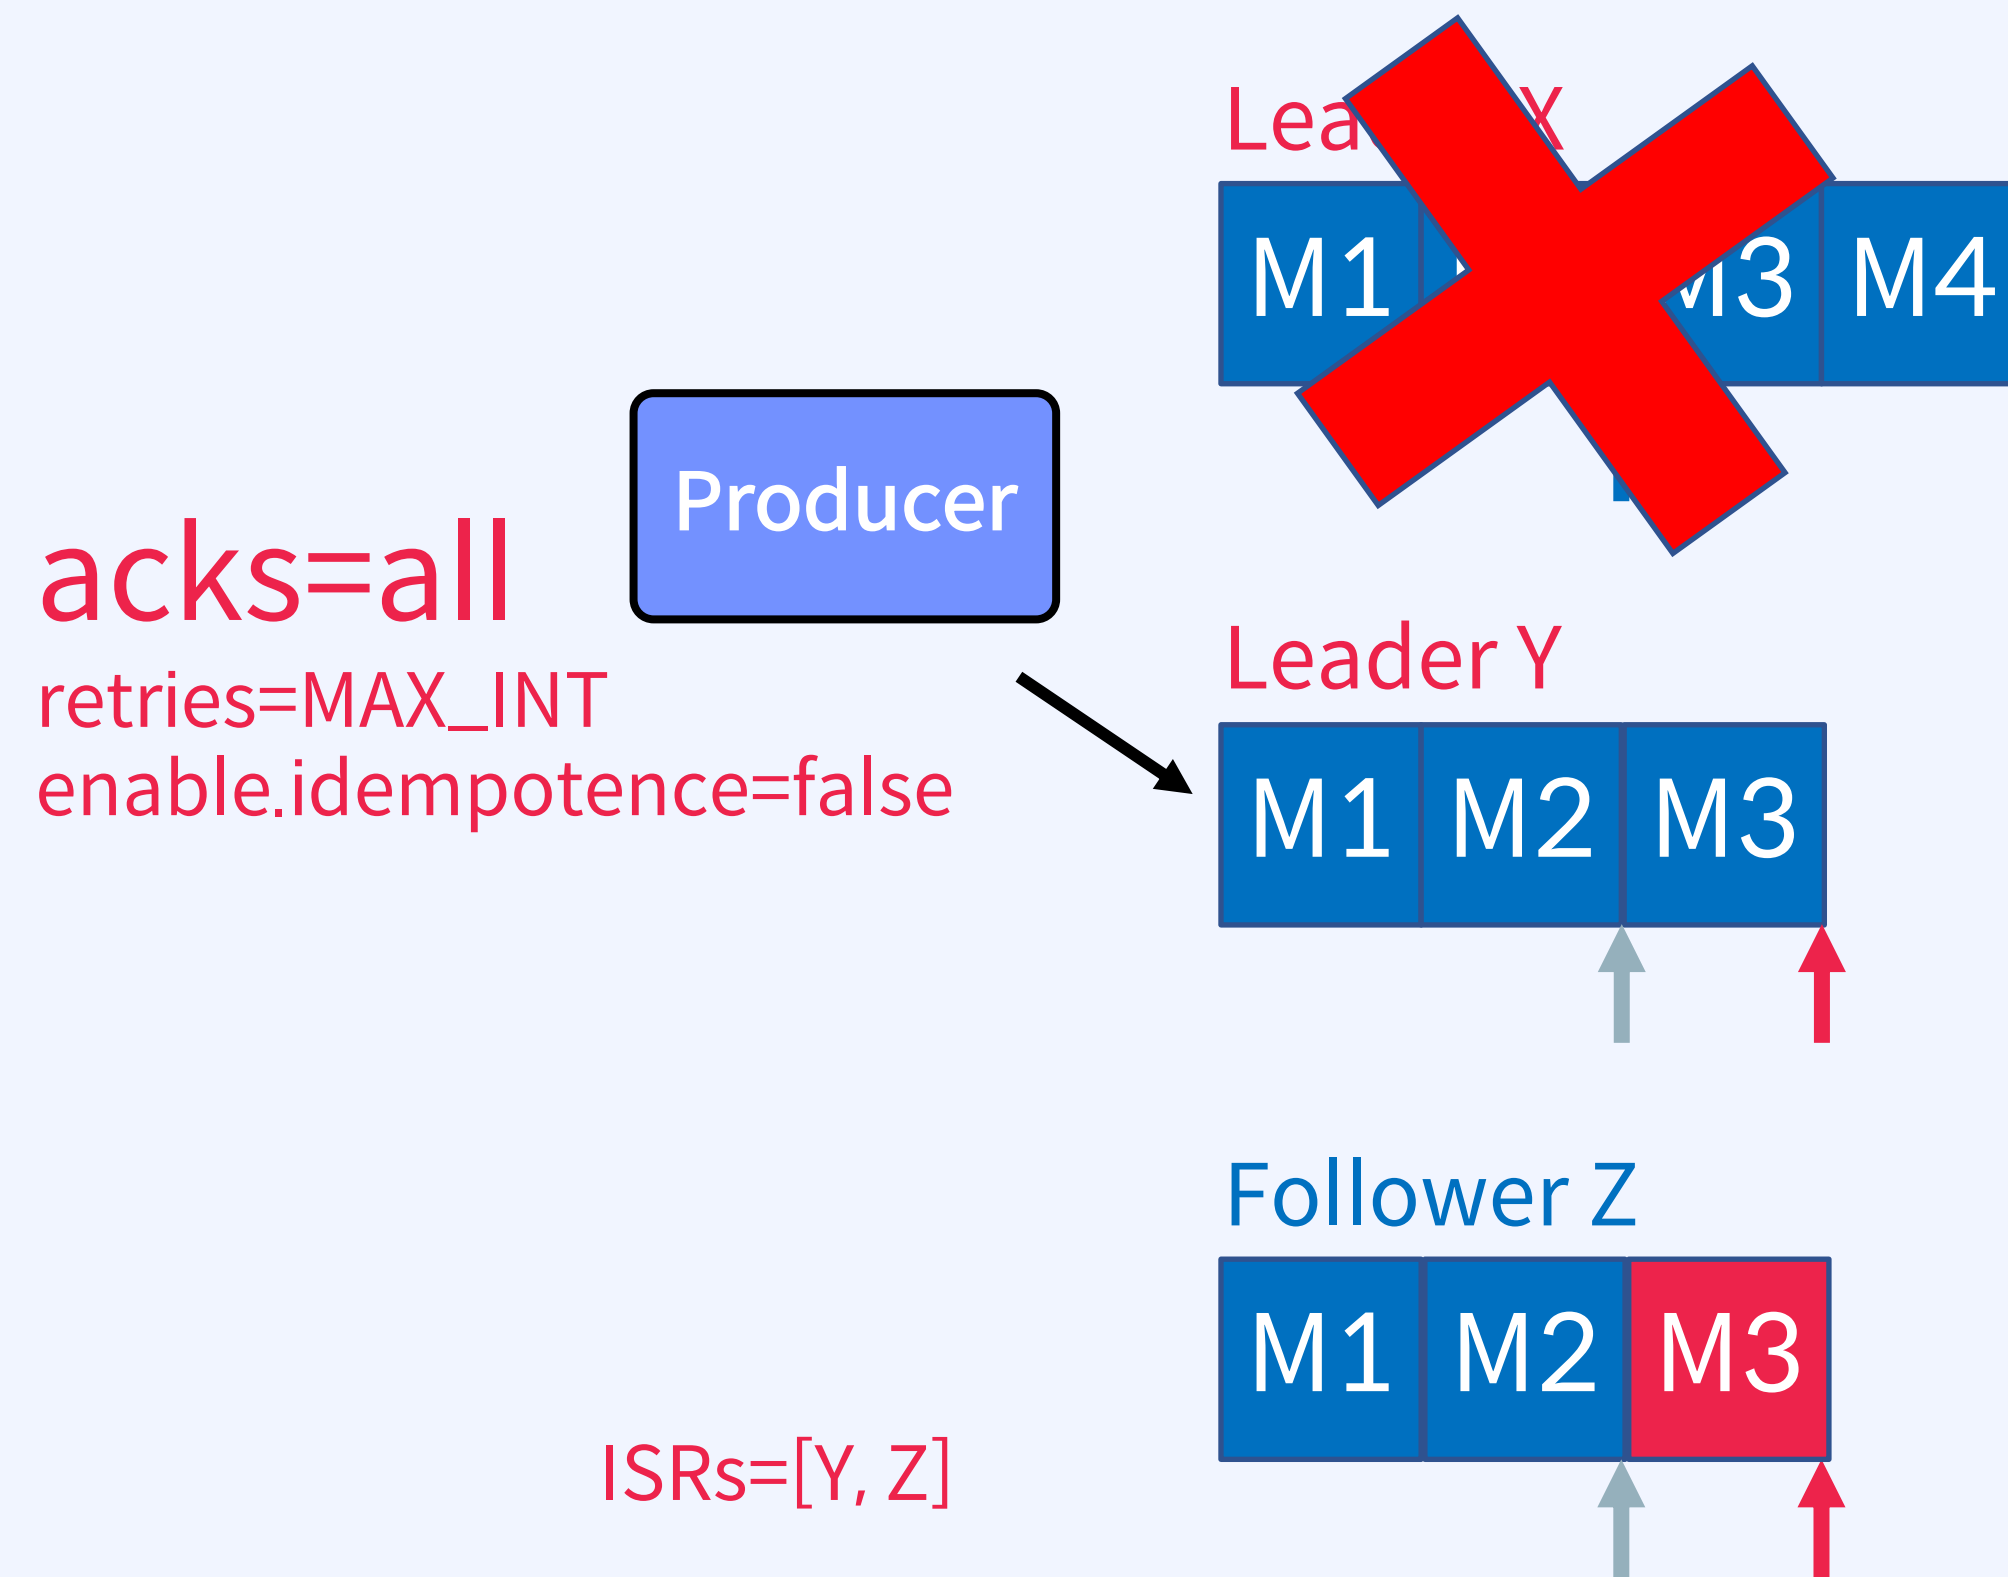 X
M1
M3
M4
Producer
acks=all
retries=MAX_INT
enable.idempotence=false
Leader Y
M1
M2
M3
Follower Z
M1
M2
M3
ISRs=[Y, Z]